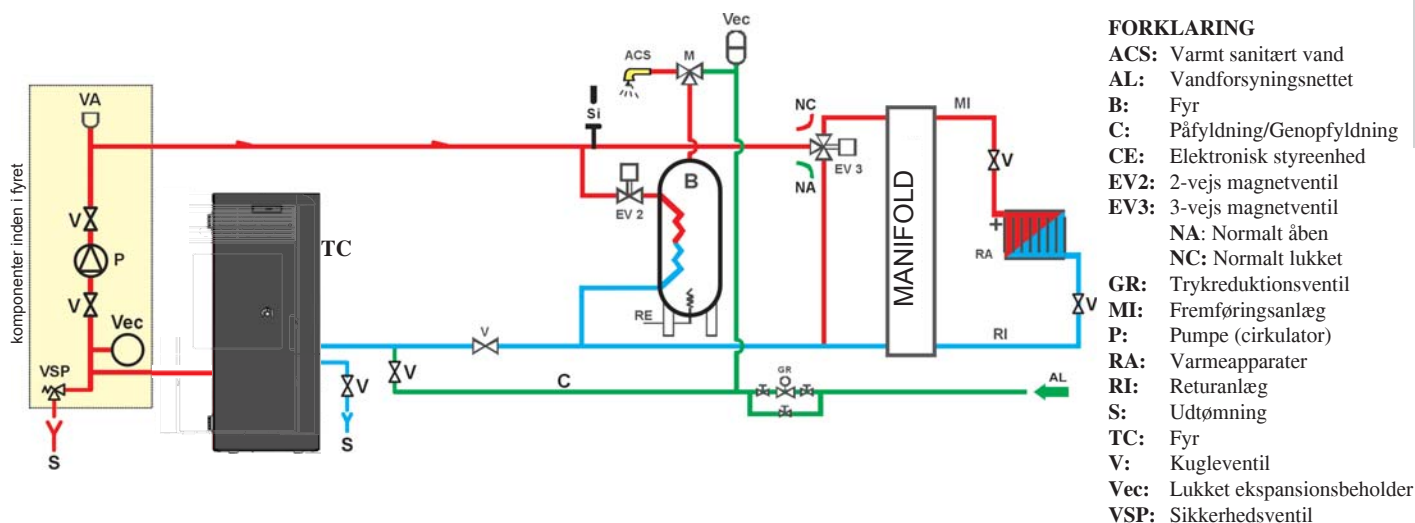 komponenter inden i fyret
VA
V
P
V
Vec
VSP
S
TC
V
S
V
V
C
Si
ACS
M
Vec
EV 2
B
RE
NC
NA
EV 3
GR
AL
MANIFOLD
MI
V
+
RA
V
RI
FORKLARING
ACS: Varmt sanitært vand
AL: Vandforsyningsnettet
B: Fyr
C: Påfyldning/Genopfyldning
CE: Elektronisk styreenhed
EV2: 2-vejs magnetventil
EV3: 3-vejs magnetventil
NA: Normalt åben
NC: Normalt lukket
GR: Trykreduktionsventil
MI: Fremføringsanlæg
P: Pumpe (cirkulator)
RA: Varmeapparater
RI: Returanlæg
S: Udtømning
TC: Fyr
V: Kugleventil
Vec: Lukket ekspansionsbeholder
VSP: Sikkerhedsventil